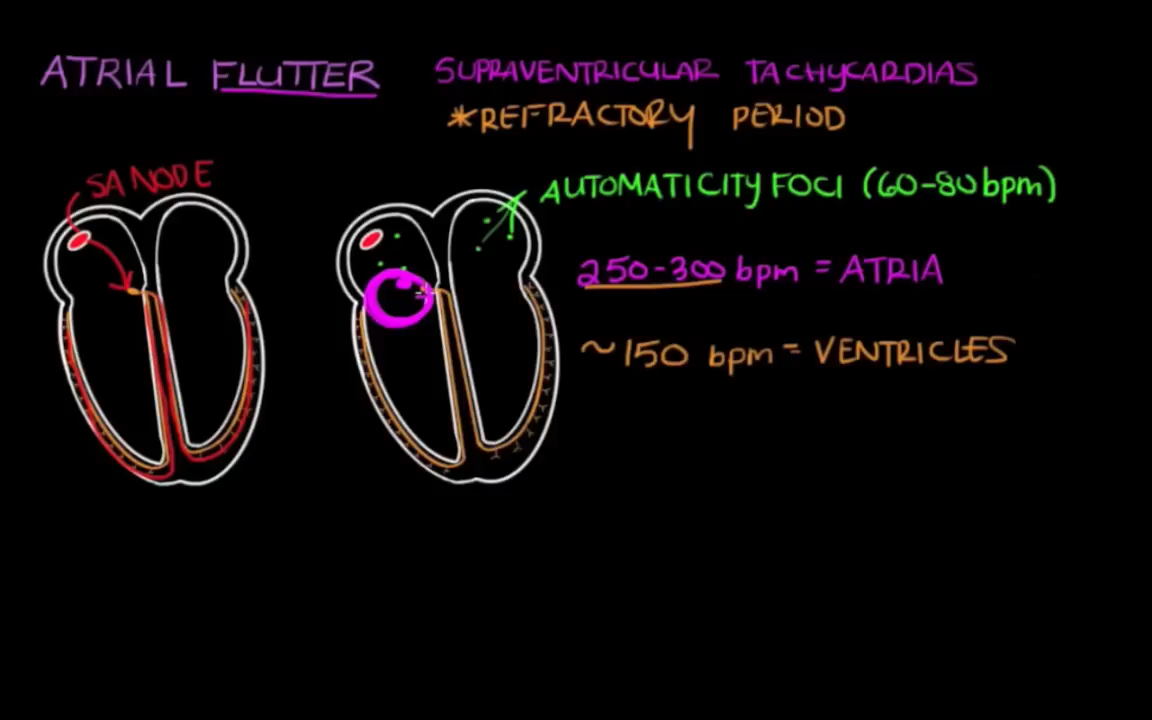 ATRIAL FLUTTER
SUPRAVENTRICULAR TACHYCARDIAS
*REFRACTORY PERIOD
SA NODE
AUTOMATICITY FOCI (60-80 bpm)
250-300 bpm = ATRIA
~150 bpm = VENTRICLES